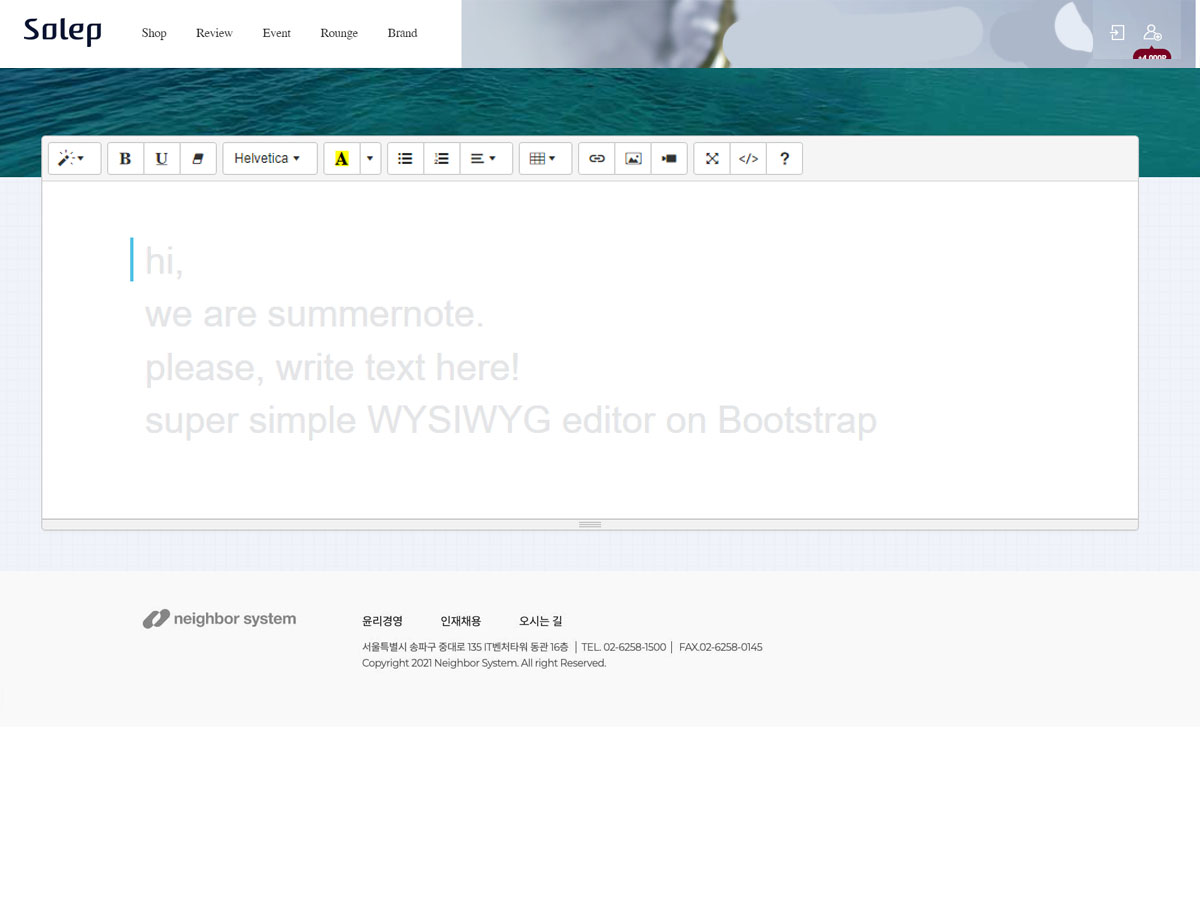 Solep
Shop Review Event Rounge Brand
+4,000P
B U Helvetica A </> ?
hi,
we are summernote.
please, write text here!
super simple WYSIWYG editor on Bootstrap
neighbor system
윤리경영 인재채용 오시는 길
서울특별시 송파구 중대로 135 IT벤처타워 동관 16층 | TEL. 02-6258-1500 | FAX.02-6258-0145
Copyright 2021 Neighbor System. All right Reserved.